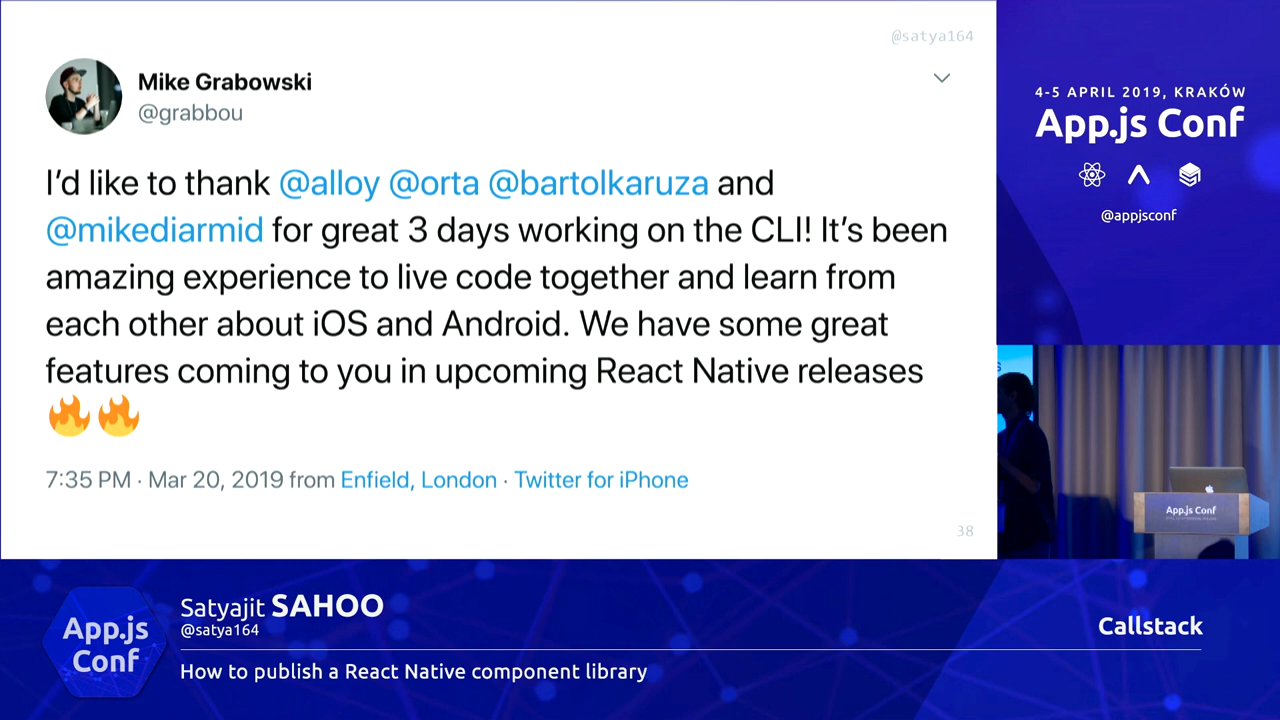 @satya164
Mike Grabowski
@grabbou
I’d like to thank @alloy @orta @bartolkaruza and
@mikediarmid for great 3 days working on the CLI! It’s been
amazing experience to live code together and learn from
each other about iOS and Android. We have some great
features coming to you in upcoming React Native releases
🔥🔥
7:35 PM · Mar 20, 2019 from Enfield, London · Twitter for iPhone
38
4-5 APRIL 2019, KRAKÓW
App.js Conf
@appjsconf
App.js Conf
App.js
Conf
Satyajit SAHOO
@satya164
How to publish a React Native component library
Callstack